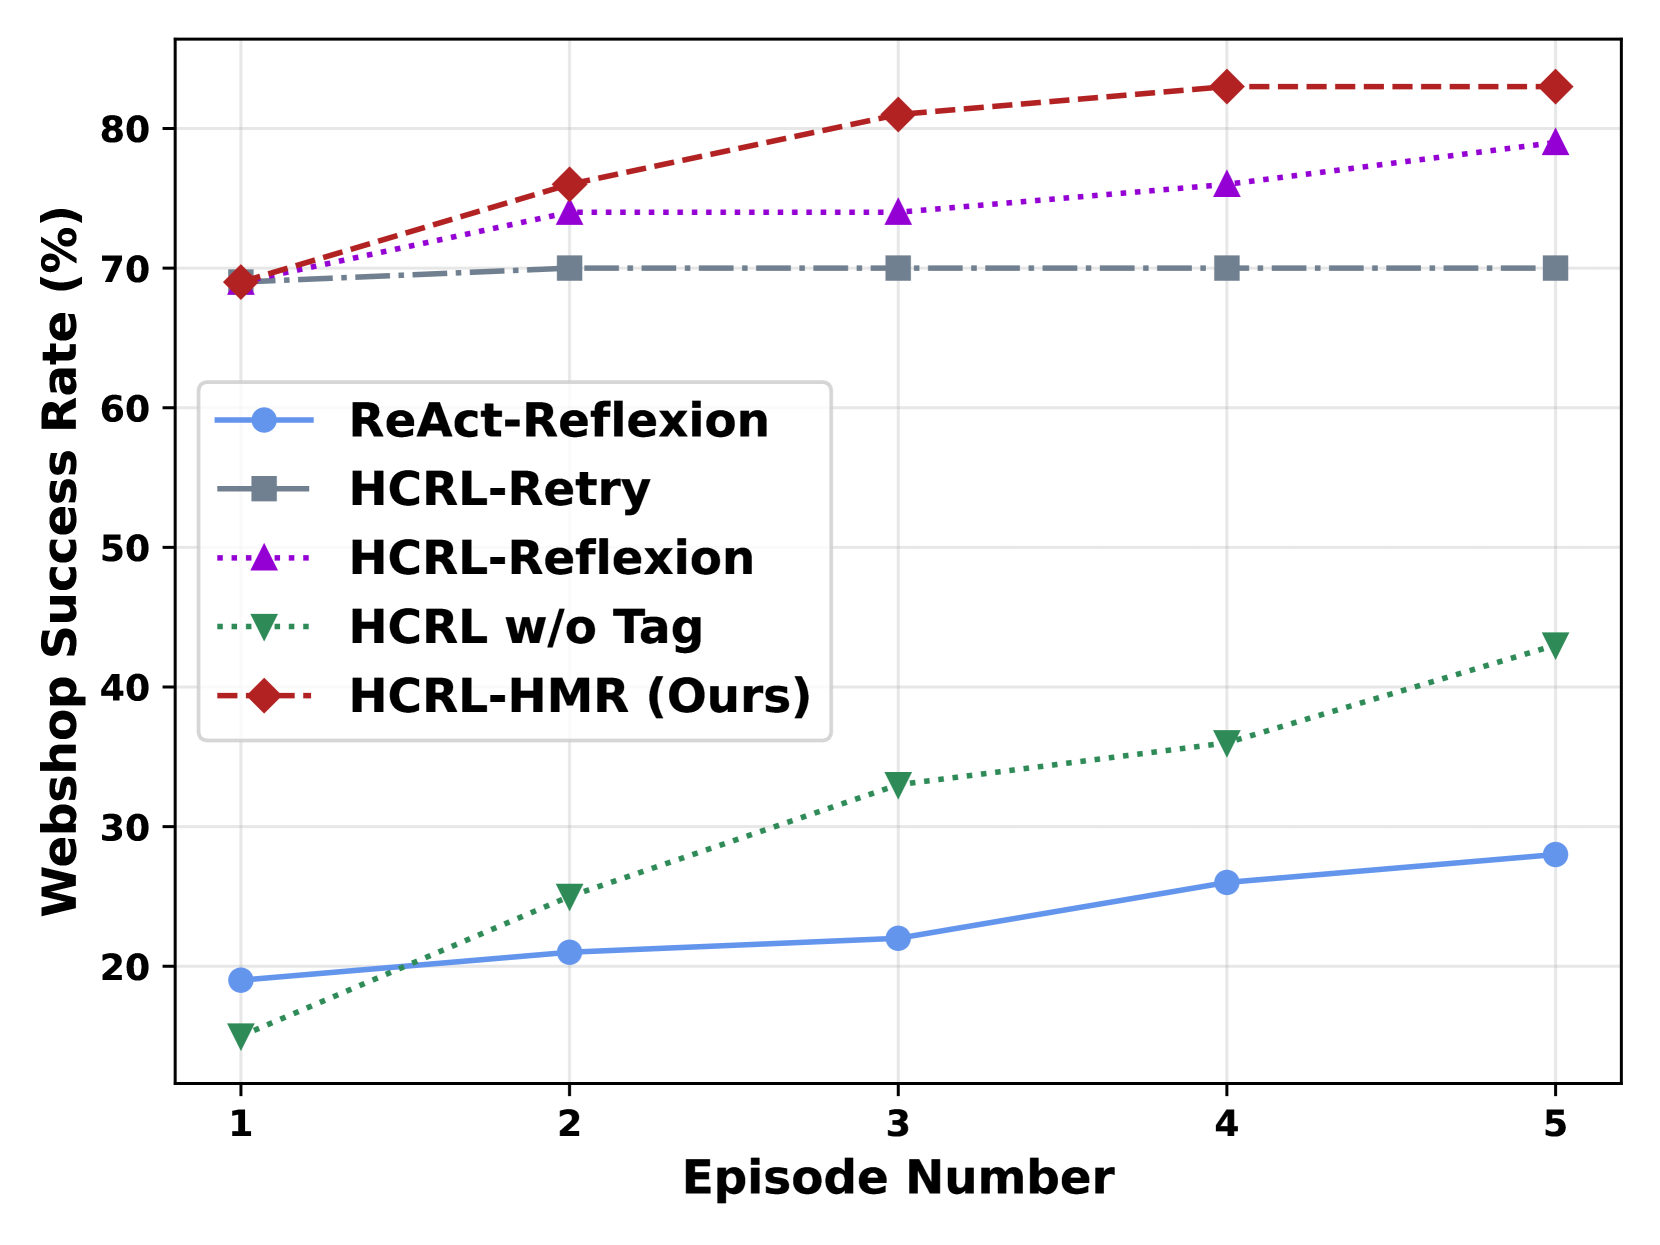 Webshop Success Rate (%)
80
70
60
50
40
30
20
ReAct-Reflexion
HCRL-Retry
HCRL-Reflexion
HCRL w/o Tag
HCRL-HMR (Ours)
1 2 3 4 5
Episode Number